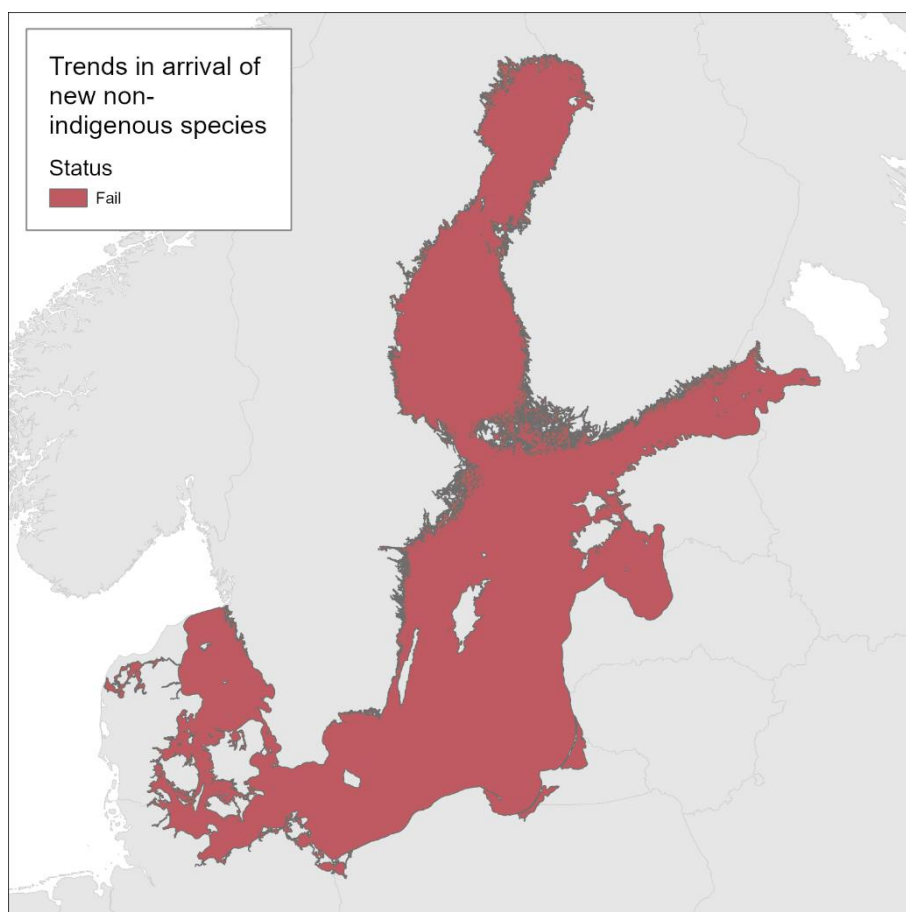 Trends in arrival of
new non-
indigenous species
Status
Fail